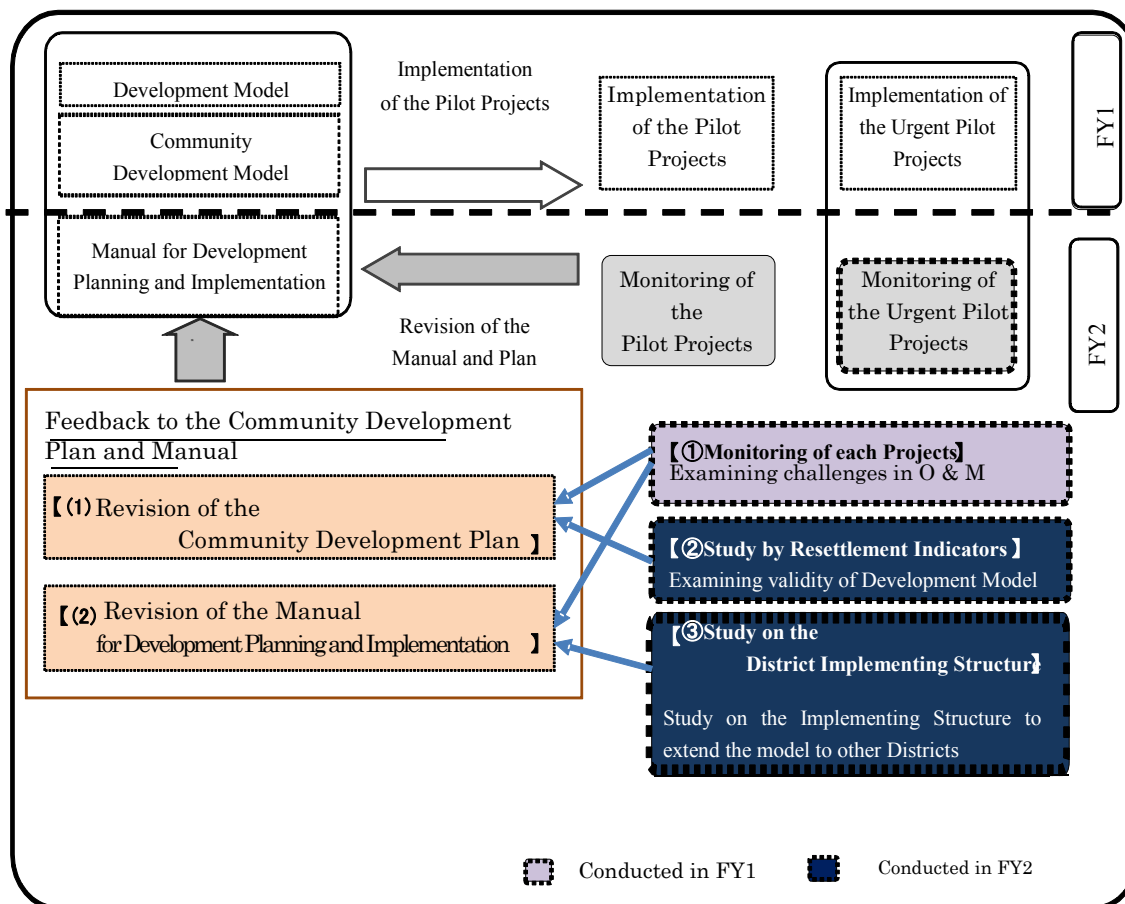 Development Model
Community
Development Model
Manual for Development
Planning and Implementation
Implementation
of the Pilot Projects
Implementation
of the Pilot
Projects
Implementation of
the Urgent Pilot
Projects
FY1
Revision of the
Manual and Plan
Monitoring of
the
Pilot Projects
Monitoring of
the Urgent Pilot
Projects
FY2
Feedback to the Community Development
Plan and Manual
【(1) Revision of the
Community Development Plan 】
【(2) Revision of the Manual
for Development Planning and Implementation 】
【①Monitoring of each Projects】
Examining challenges in O & M
【②Study by Resettlement Indicators 】
Examining validity of Development Model
【③Study on the
District Implementing Structure】
Study on the Implementing Structure to
extend the model to other Districts
Conducted in FY1
Conducted in FY2